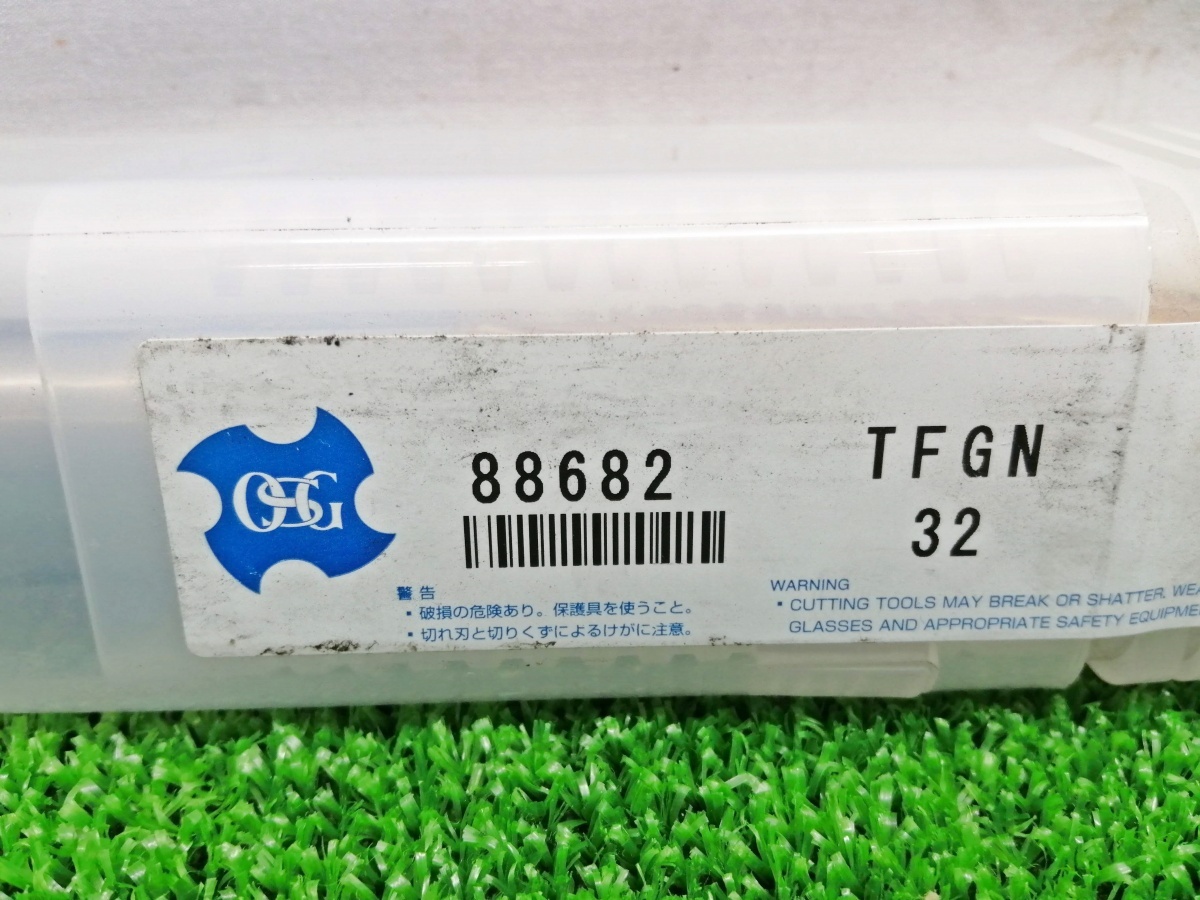 OSG
88682
TFGN
32
警告
・破損の危険あり。保護具を使うこと。
・切れ刃と切りくずによるけがに注意。
WARNING
・CUTTING TOOLS MAY BREAK OR SHATTER. WEA
GLASSES AND APPROPRIATE SAFETY EQUIPME